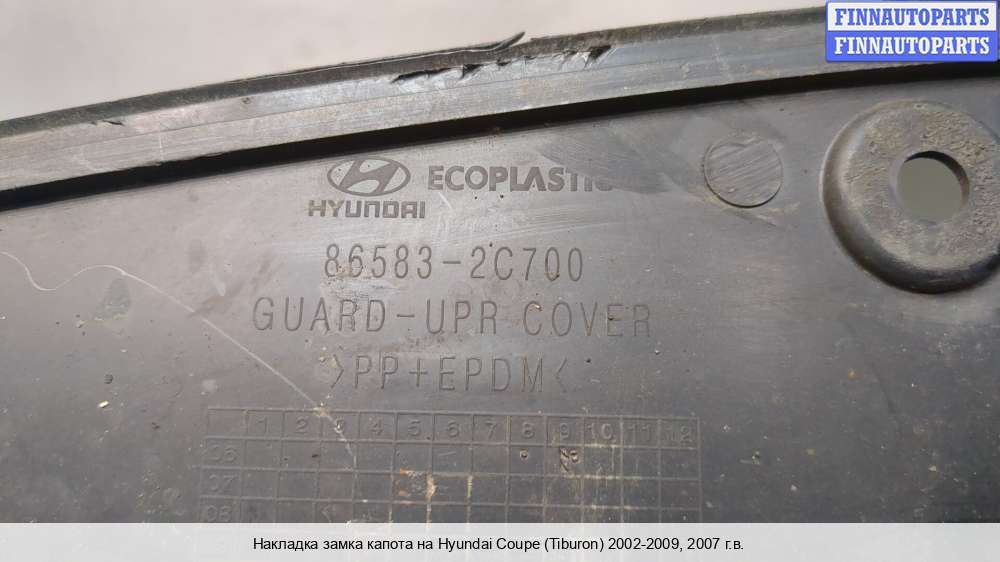 FINNAUTOPARTS
FINNAUTOPARTS
ECOPLASTIC
HYUNDAI
86583-2C700
GUARD-UPR COVER
>PP+EPDM<
1 2 3 4 5 6 7 8 9 10 11 12
06
07
08
Накладка замка капота на Hyundai Coupe (Tiburon) 2002-2009, 2007 г.в.